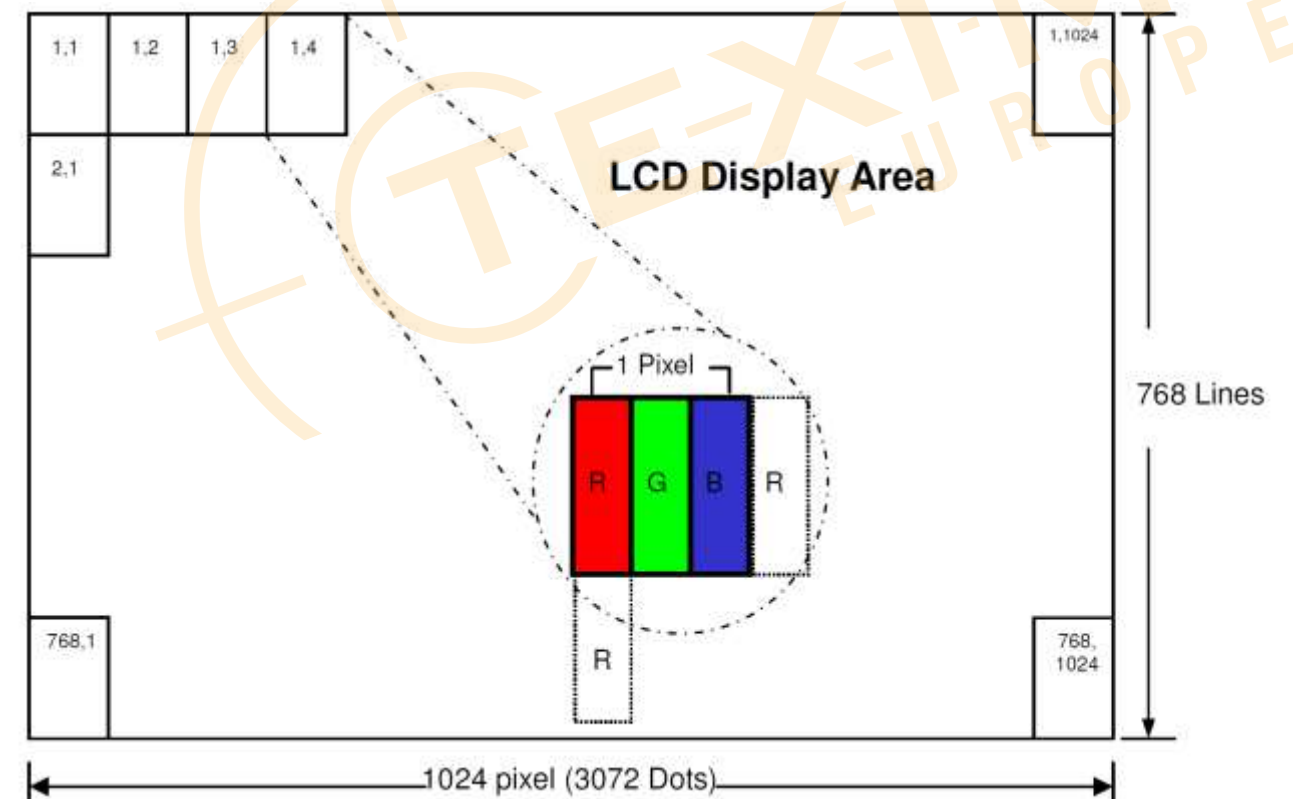 1,1 1,2 1,3 1,4 1,1024
2,1
LCD Display Area
1 Pixel
768 Lines
R G B R
R
768,1
768,
1024
1024 pixel (3072 Dots)
EUROPE